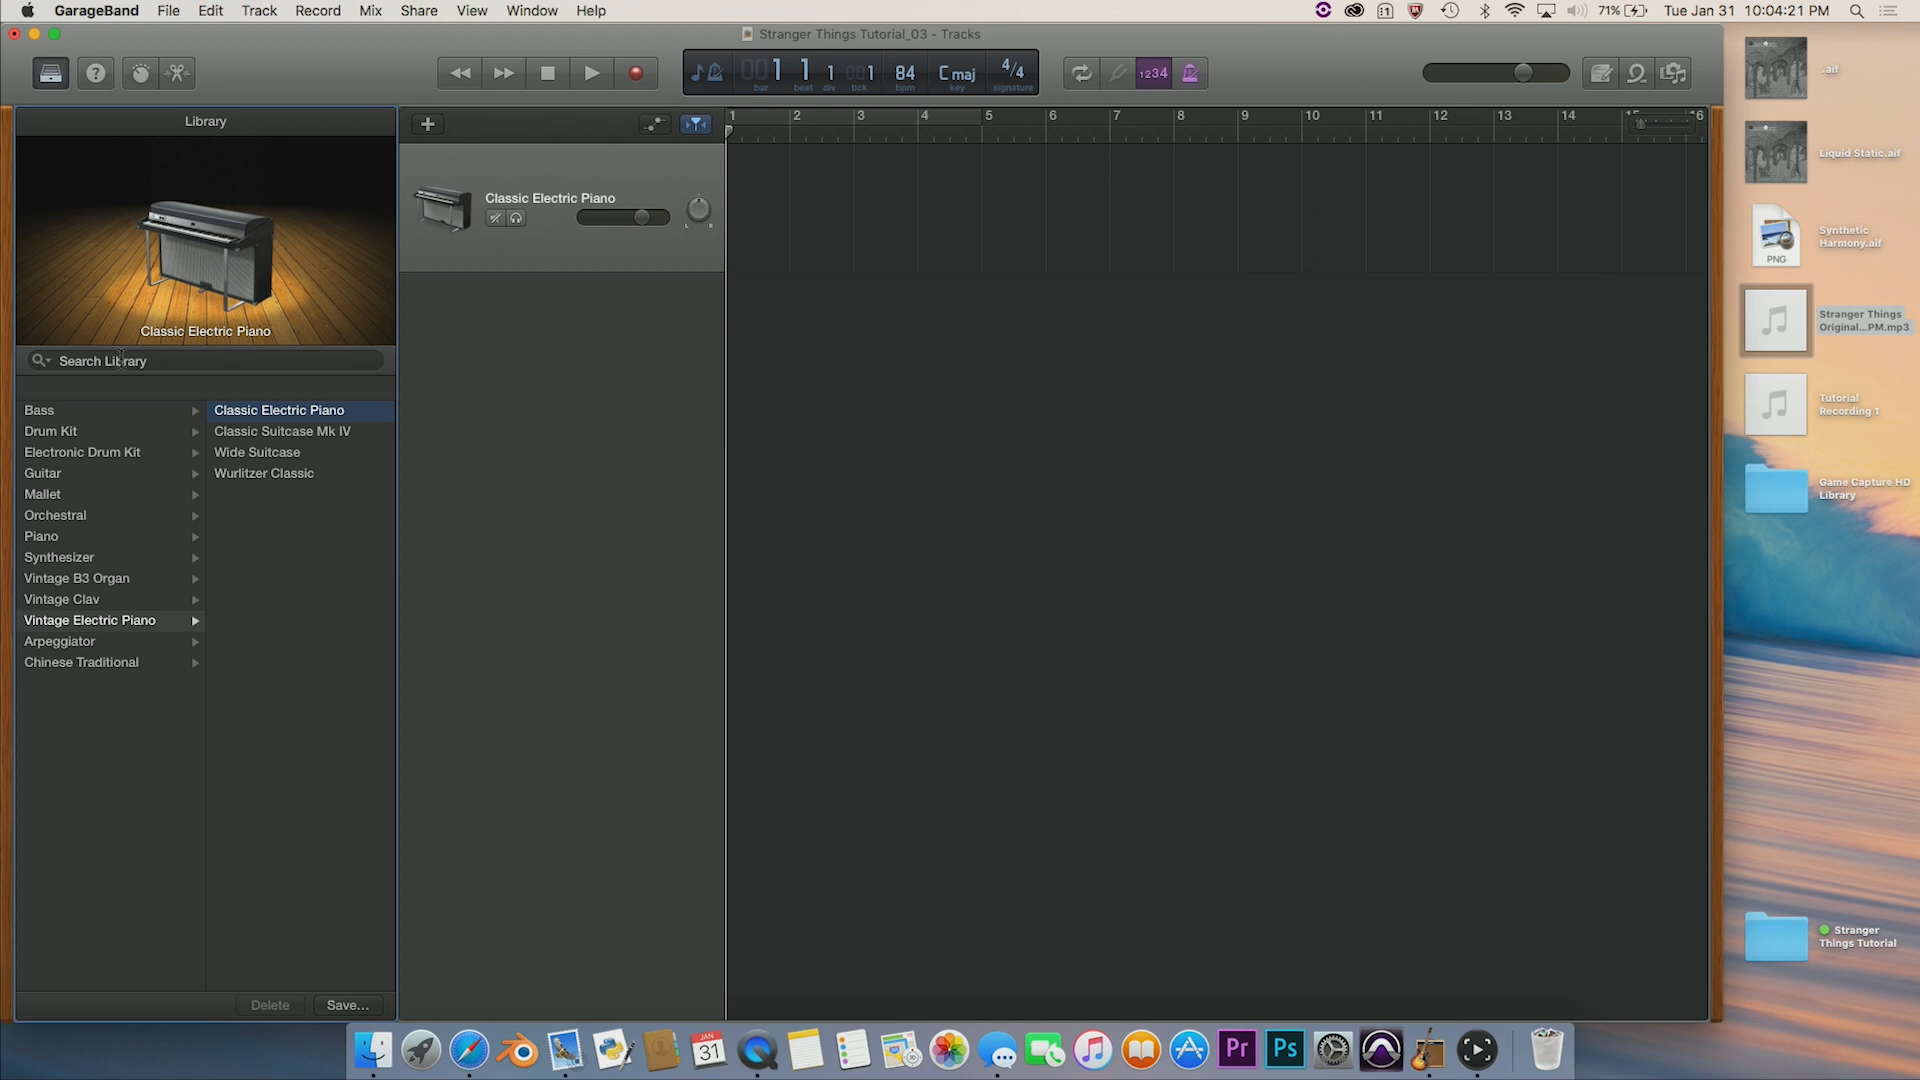 GarageBand File Edit Track Record Mix Share View Window Help
71% Tue Jan 31 10:04:21 PM
Stranger Things Tutorial_03 - Tracks
001 1 1 001 84 Cmaj 4/4
bar beat div tick bpm key signature
1234
Library
1 2 3 4 5 6 7 8 9 10 11 12 13 14 15 16
Classic Electric Piano
L R
Classic Electric Piano
Search Library
Bass
Drum Kit
Electronic Drum Kit
Guitar
Mallet
Orchestral
Piano
Synthesizer
Vintage B3 Organ
Vintage Clav
Vintage Electric Piano
Arpeggiator
Chinese Traditional
Classic Electric Piano
Classic Suitcase Mk IV
Wide Suitcase
Wurlitzer Classic
Delete Save...
.aif
Liquid Static.aif
PNG
Synthetic
Harmony.aif
Stranger Things
Original...PM.mp3
Tutorial
Recording 1
Game Capture HD
Library
Stranger
Things Tutorial
JAN
31
Pr
Ps